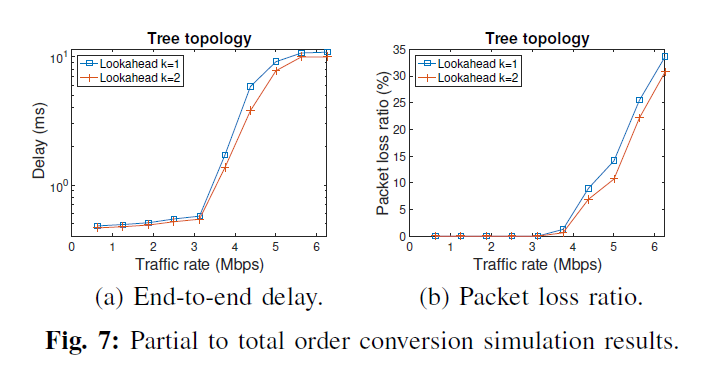 Tree topology
Lookahead k=1
Lookahead k=2
10^1
10^0
Delay (ms)
0 1 2 3 4 5 6
Traffic rate (Mbps)
(a) End-to-end delay.
Tree topology
Lookahead k=1
Lookahead k=2
35
30
25
20
15
10
5
0
Packet loss ratio (%)
0 1 2 3 4 5 6
Traffic rate (Mbps)
(b) Packet loss ratio.
Fig. 7: Partial to total order conversion simulation results.